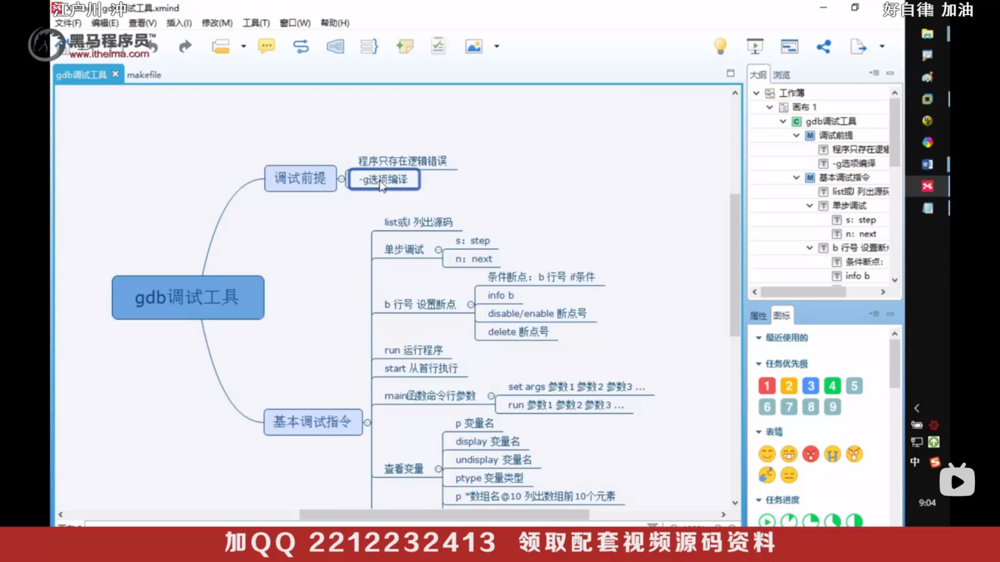 江户川 冲
gdb调试工具.xmind
好自律 加油
文件(F) 编辑(E) 查看(V) 插入(I) 修改(M) 工具(T) 窗口(W) 帮助(H)
黑马程序员™
www.itheima.com
gdb调试工具 makefile
大纲 浏览
工作簿
画布 1
gdb调试工具
调试前提
程序只存在逻辑
-g选项编译
基本调试指令
list或l 列出源码
单步调试
s：step
n：next
b 行号 设置断
条件断点:
info b
程序只存在逻辑错误
调试前提
-g选项编译
list或l 列出源码
单步调试
s：step
n：next
b 行号 设置断点
条件断点：b 行号 if条件
info b
disable/enable 断点号
delete 断点号
gdb调试工具
run 运行程序
start 从首行执行
main函数命令行参数
set args 参数1 参数2 参数3 ...
run 参数1 参数2 参数3 ...
基本调试指令
查看变量
p 变量名
display 变量名
undisplay 变量名
ptype 变量类型
p *数组名@10 列出数组前10个元素
属性 图标
最近使用的
任务优先级
1 2 3 4 5
6 7 8 9
表情
任务进度
中
9:04
加QQ 2212232413 领取配套视频源码资料